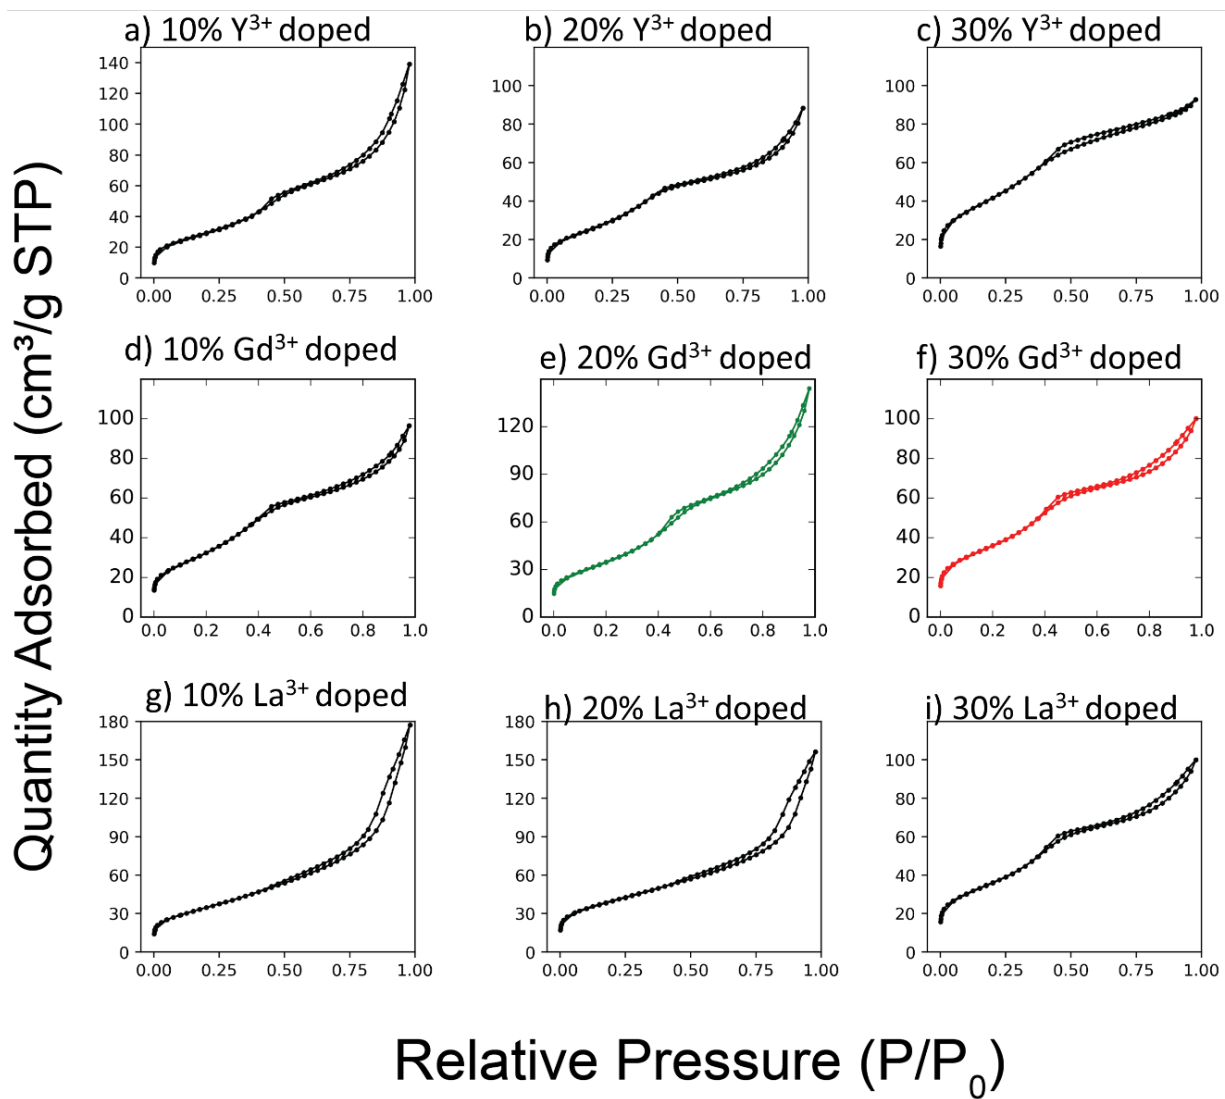 Quantity Adsorbed (cm³/g STP)
a) 10% Y³⁺ doped
140
120
100
80
60
40
20
0
0.00 0.25 0.50 0.75 1.00
b) 20% Y³⁺ doped
100
80
60
40
20
0
0.00 0.25 0.50 0.75 1.00
c) 30% Y³⁺ doped
100
80
60
40
20
0
0.00 0.25 0.50 0.75 1.00
d) 10% Gd³⁺ doped
100
80
60
40
20
0
0.0 0.2 0.4 0.6 0.8 1.0
e) 20% Gd³⁺ doped
120
90
60
30
0
0.0 0.2 0.4 0.6 0.8 1.0
f) 30% Gd³⁺ doped
100
80
60
40
20
0
0.0 0.2 0.4 0.6 0.8 1.0
g) 10% La³⁺ doped
180
150
120
90
60
30
0
0.00 0.25 0.50 0.75 1.00
h) 20% La³⁺ doped
180
150
120
90
60
30
0
0.00 0.25 0.50 0.75 1.00
i) 30% La³⁺ doped
100
80
60
40
20
0
0.00 0.25 0.50 0.75 1.00
Relative Pressure (P/P₀)